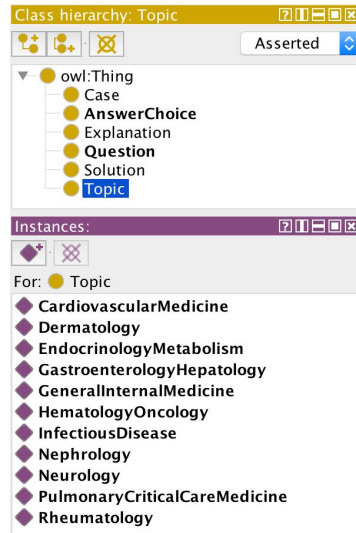 Class hierarchy: Topic
Asserted
owl:Thing
Case
AnswerChoice
Explanation
Question
Solution
Topic
Instances:
For: Topic
CardiovascularMedicine
Dermatology
EndocrinologyMetabolism
GastroenterologyHepatology
GeneralInternalMedicine
HematologyOncology
InfectiousDisease
Nephrology
Neurology
PulmonaryCriticalCareMedicine
Rheumatology